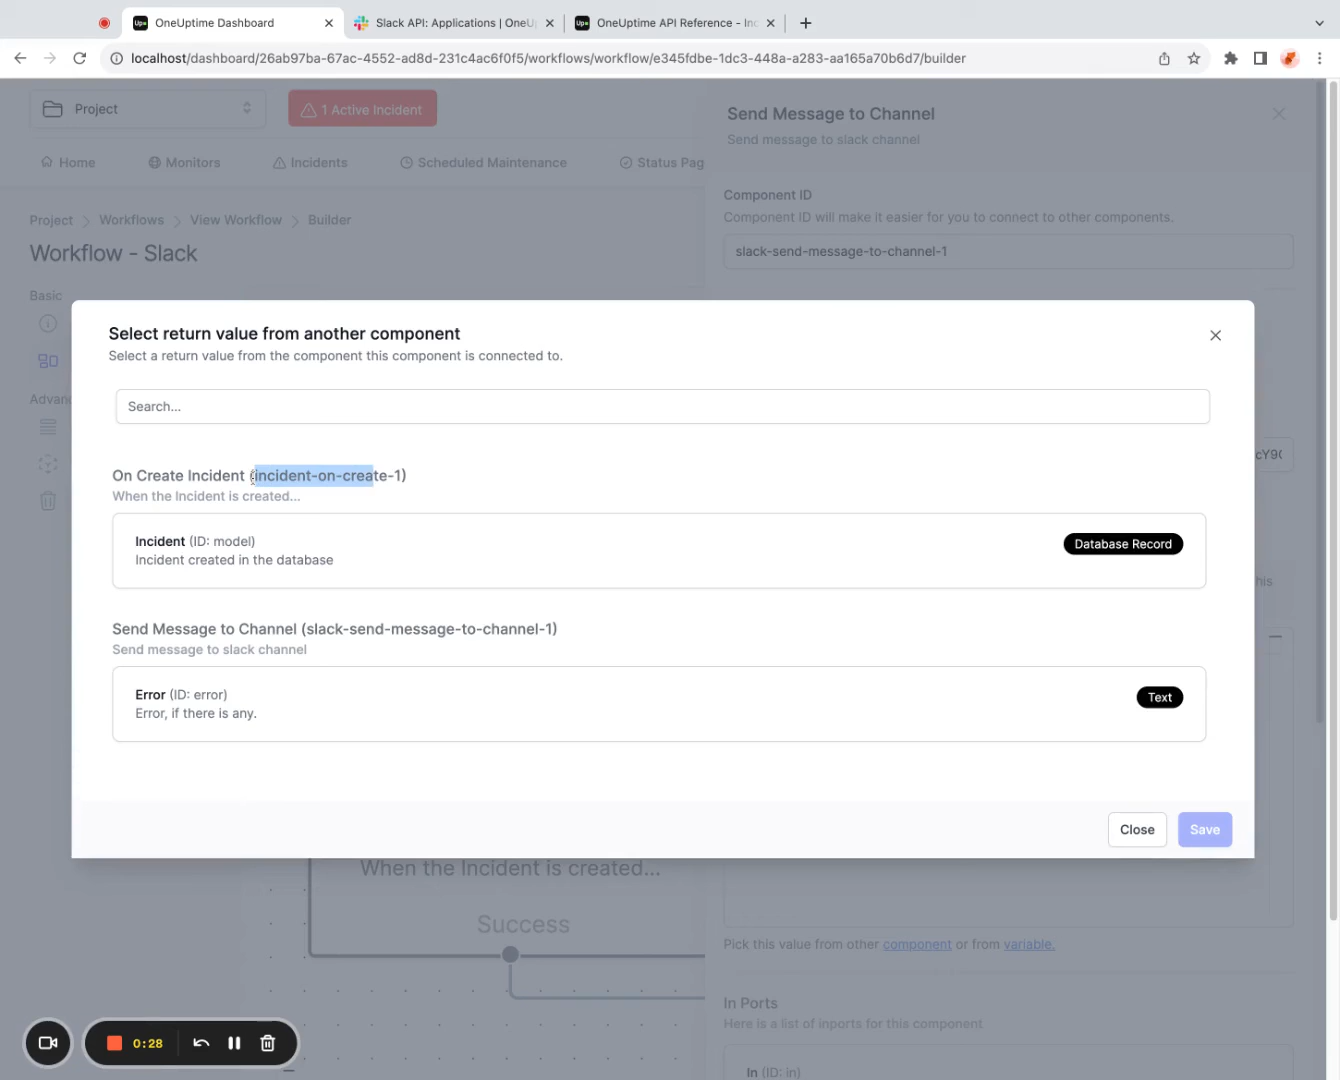 OneUptime Dashboard
Slack API: Applications | OneU
OneUptime API Reference - In
localhost/dashboard/26ab97ba-67ac-4552-ad8d-231c4ac6f0f5/workflows/workflow/e345fdbe-1dc3-448a-a283-aa165a70b6d7/builder
Project
1 Active Incident
Send Message to Channel
Send message to slack channel
Home
Monitors
Incidents
Scheduled Maintenance
Status Pag
Component ID
Component ID will make it easier for you to connect to other components.
slack-send-message-to-channel-1
Project
Workflows
View Workflow
Builder
Workflow - Slack
Basic
Advanc
Select return value from another component
Select a return value from the component this component is connected to.
Search...
On Create Incident (incident-on-create-1)
When the Incident is created...
Incident (ID: model)
Database Record
Incident created in the database
Send Message to Channel (slack-send-message-to-channel-1)
Send message to slack channel
Error (ID: error)
Text
Error, if there is any.
Close
Save
When the Incident is created...
Success
Pick this value from other component or from variable.
In Ports
Here is a list of inports for this component
In (ID: in)
0:28